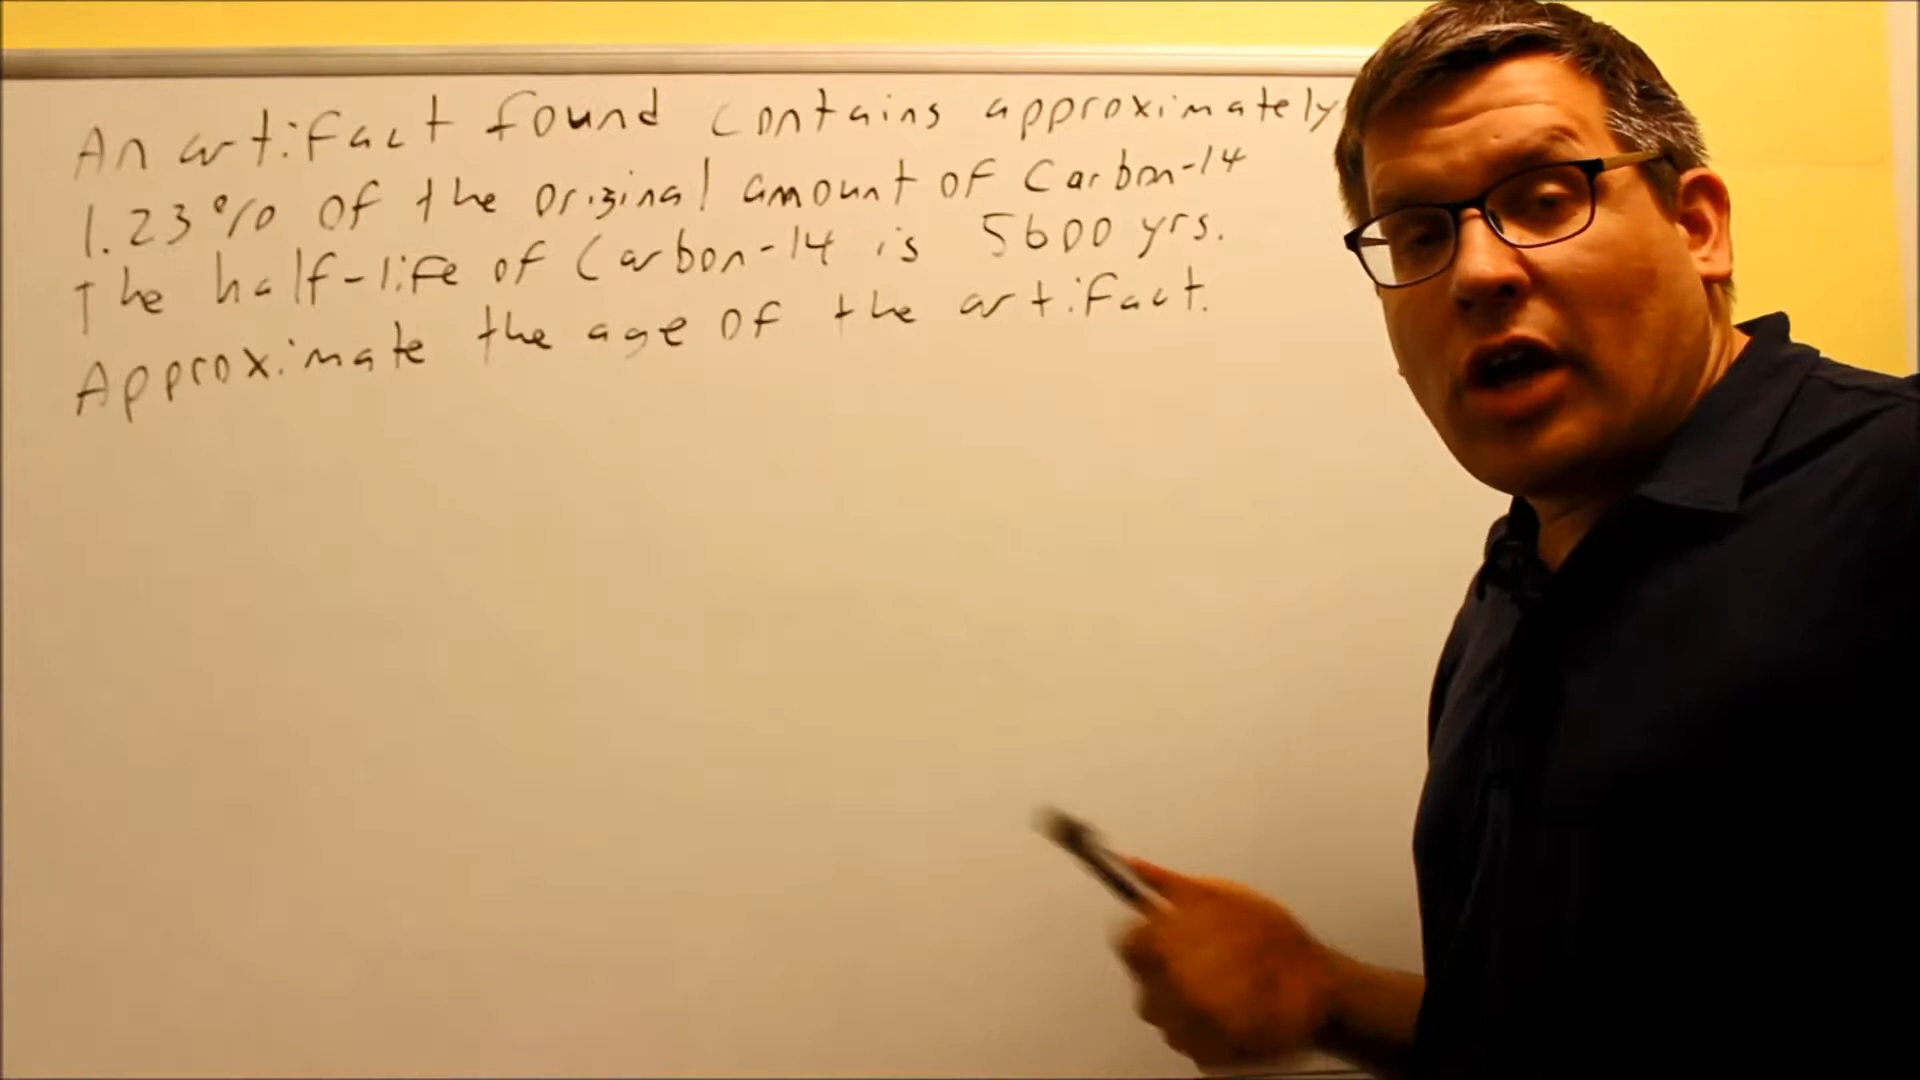 An artifact found contains approximately
1.23% of the original amount of Carbon-14
The half-life of Carbon-14 is 5600 yrs.
Approximate the age of the artifact.